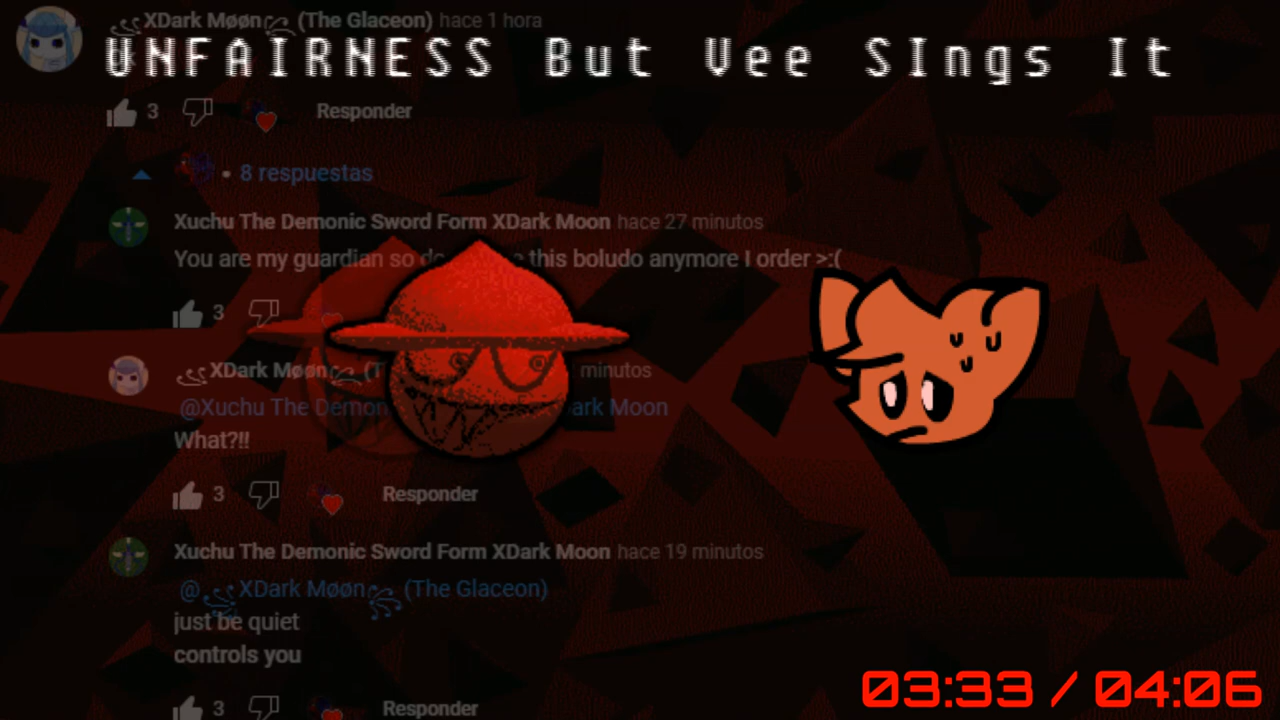 XDark Møøn (The Glaceon) hace 1 hora
UNFAIRNESS But Vee SIngs It
3 Responder
• 8 respuestas
Xuchu The Demonic Sword Form XDark Moon hace 27 minutos
You are my guardian so this boludo anymore I order >:(
3
XDark Møøn minutos
@Xuchu The Demon ark Moon
What?!!
3 Responder
Xuchu The Demonic Sword Form XDark Moon hace 19 minutos
@ XDark Møøn (The Glaceon)
just be quiet
controls you
3 Responder
03:33 / 04:06